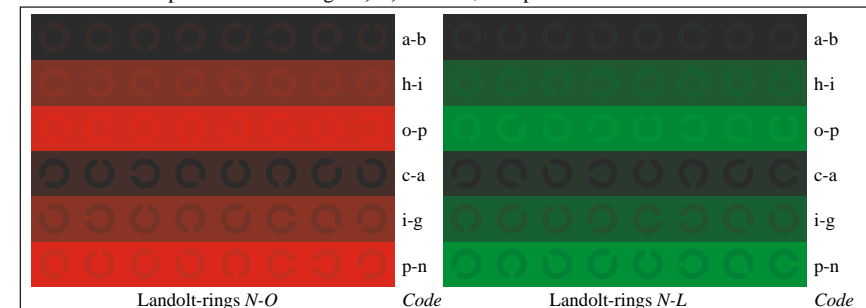 a-b a-b
h-i h-i
o-p o-p
c-a c-a
i-g i-g
p-n p-n
Landolt-rings N-O Code Landolt-rings N-L Code